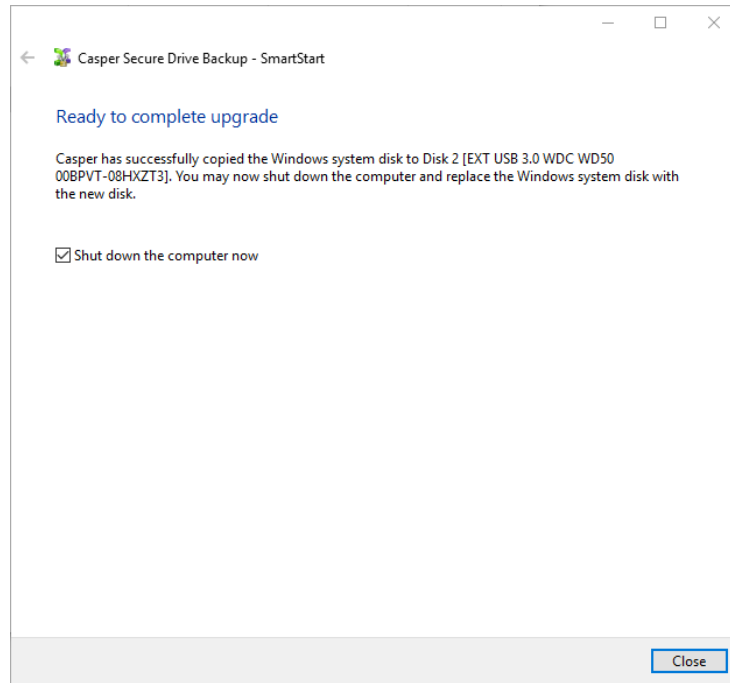 Casper Secure Drive Backup - SmartStart
Ready to complete upgrade
Casper has successfully copied the Windows system disk to Disk 2 [EXT USB 3.0 WDC WD50
00BPVT-08HXZT3]. You may now shut down the computer and replace the Windows system disk with
the new disk.
Shut down the computer now
Close